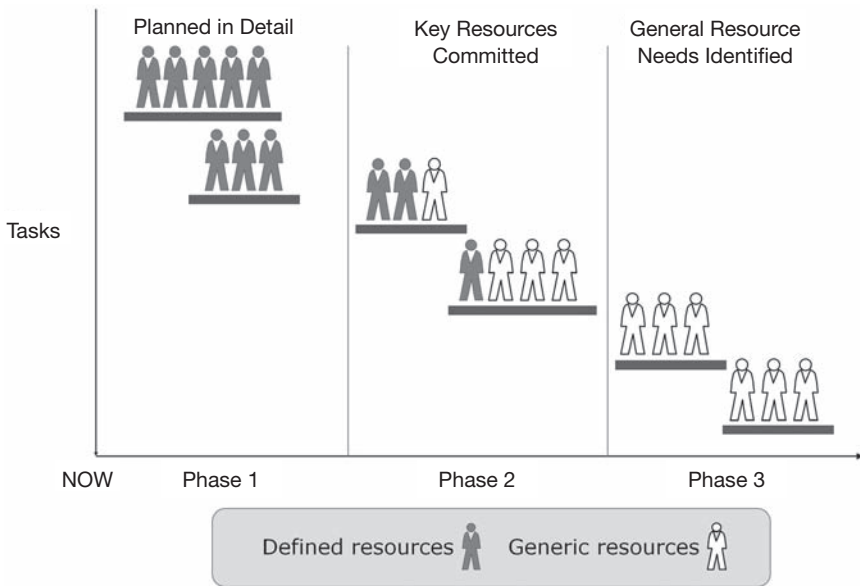 Planned in Detail
Key Resources
Committed
General Resource
Needs Identified
Tasks
NOW
Phase 1
Phase 2
Phase 3
Defined resources
Generic resources